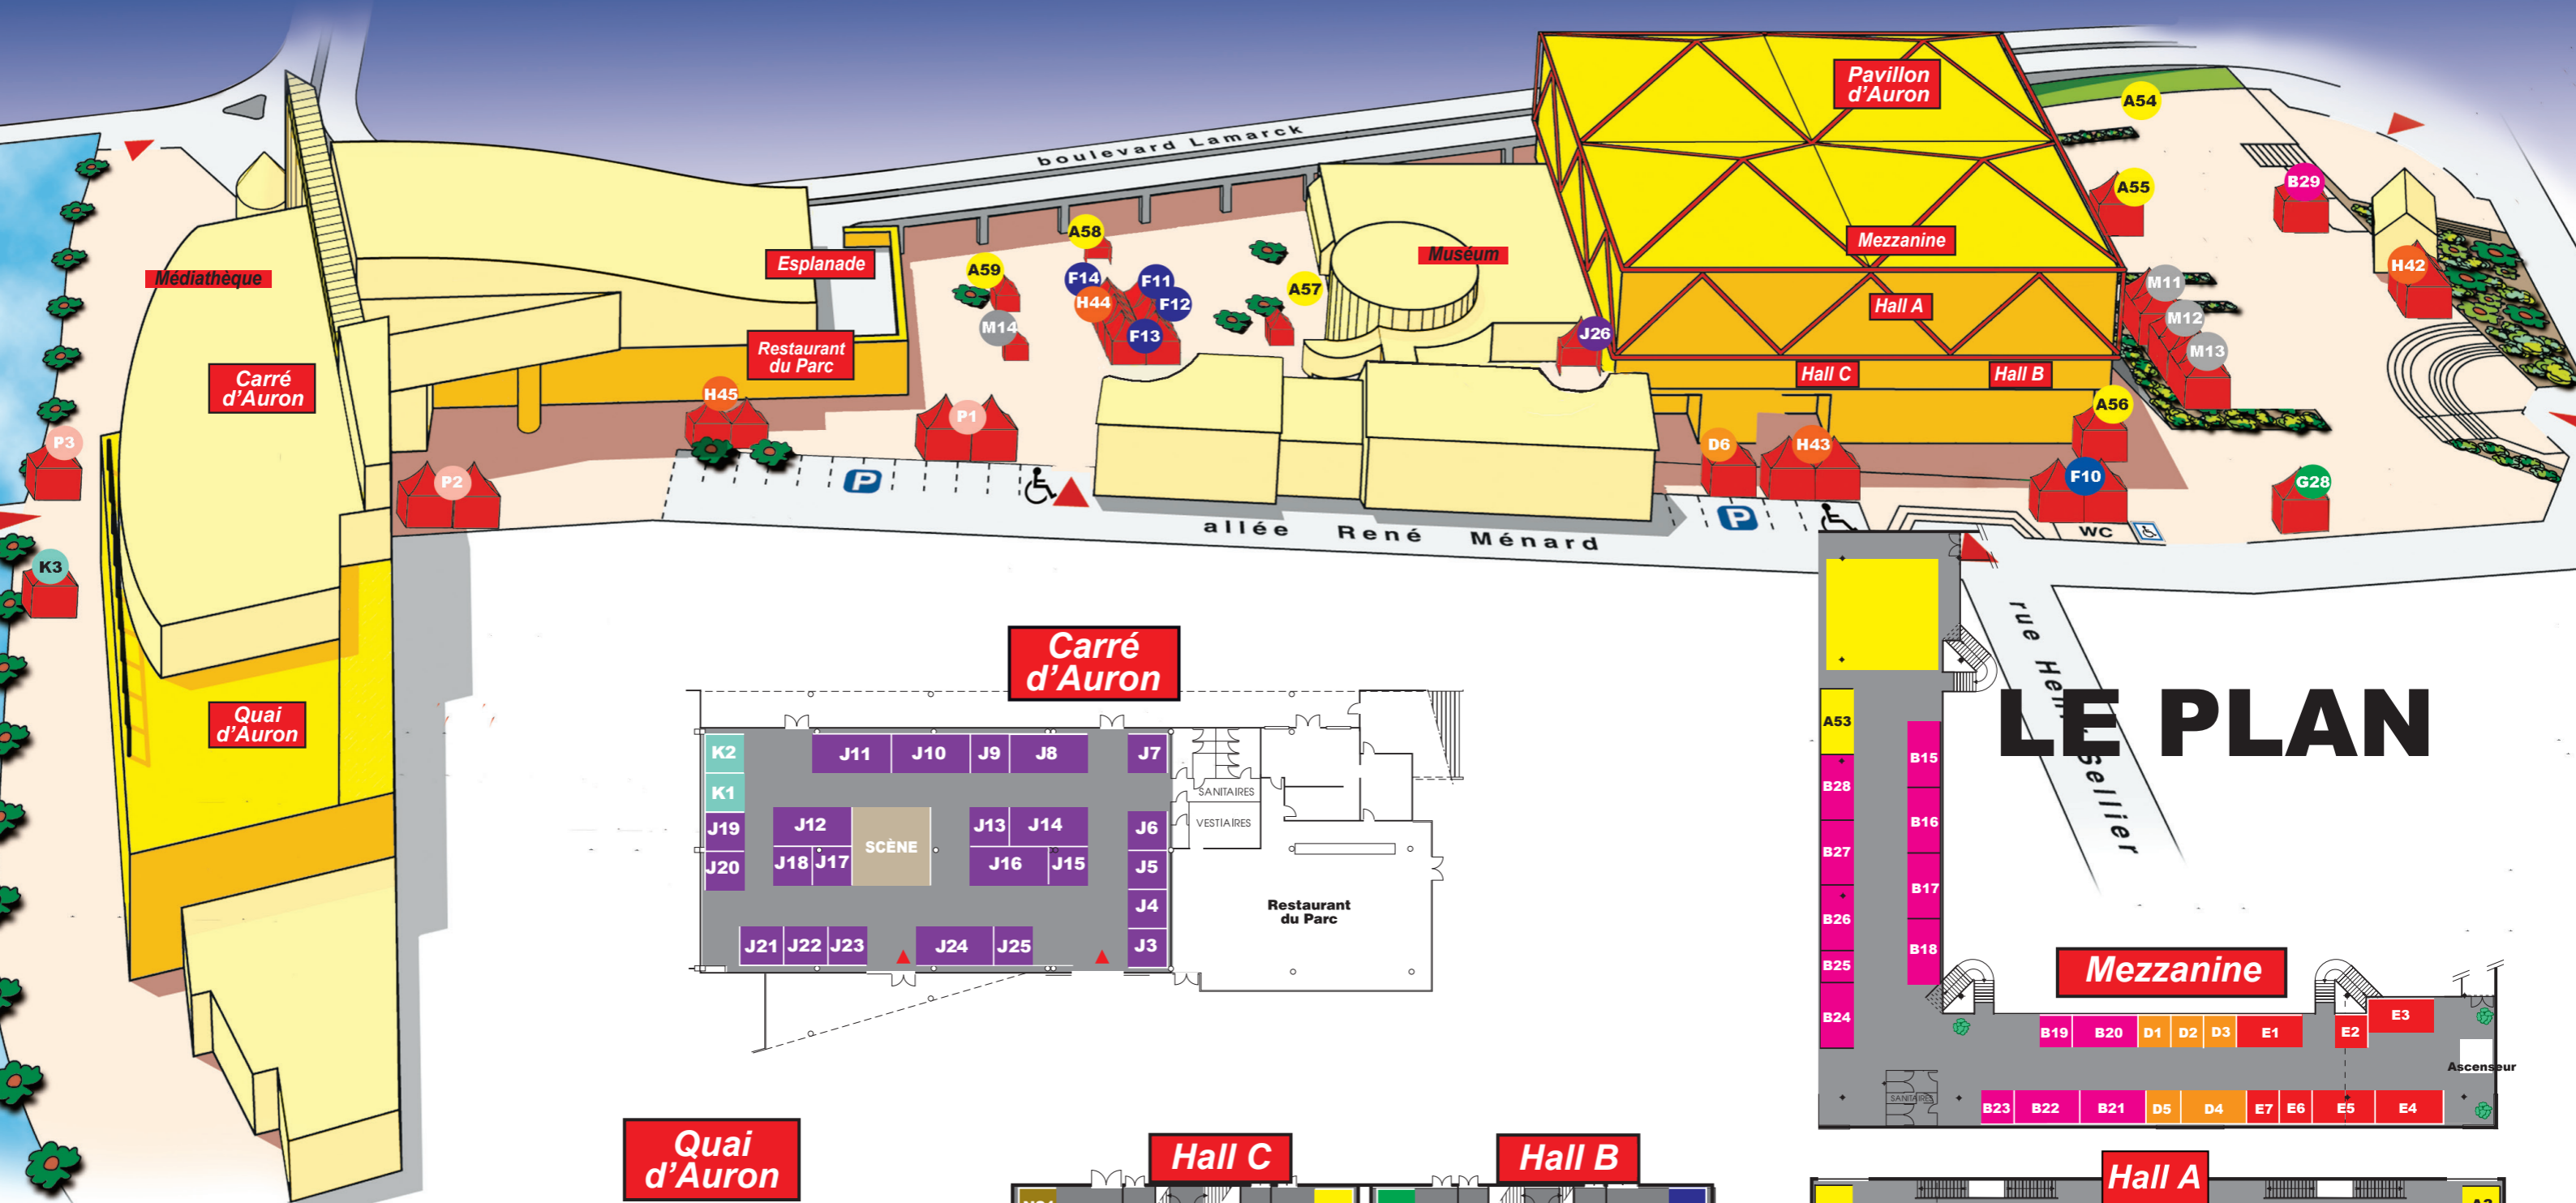 boulevard Lamarck
Pavillon
d'Auron
A54
A55
B29
A58
Mezzanine
Esplanade
Muséum
A59
F14
F11
A57
H42
Médiathèque
H44
F12
M11
Hall A
M14
F13
J26
M12
Restaurant
du Parc
M13
Carré
d'Auron
Hall C
Hall B
H45
P1
A56
P3
D6
H43
P2
P
F10
G28
P
allée René Ménard
WC
K3
rue Henri Sellier
Quai
d'Auron
LE PLAN
Carré
d'Auron
K2
J11
J10
J9
J8
J7
K1
SANITAIRES
J19
J12
SCÈNE
J13
J14
J6
VESTIAIRES
J20
J18
J17
J16
J15
J5
J4
Restaurant
du Parc
J21
J22
J23
J24
J25
J3
A53
B15
B28
B16
B27
B17
B26
B18
B25
B24
Mezzanine
B19
B20
D1
D2
D3
E1
E2
E3
Ascenseur
SANITAIRES
B23
B22
B21
D5
D4
E7
E6
E5
E4
Quai
d'Auron
Hall C
Hall B
Hall A